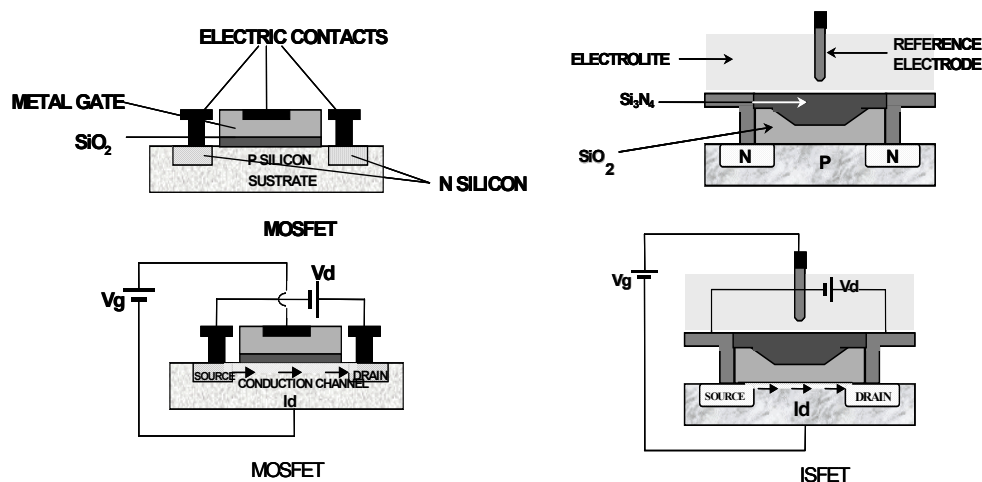 ELECTRIC CONTACTS
METAL GATE
SiO2
P SILICON
SUSTRATE
N SILICON
MOSFET
ELECTROLITE
REFERENCE
ELECTRODE
Si3N4
SiO2
N
P
N
Vg
Vd
SOURCE
DRAIN
CONDUCTION CHANNEL
Id
MOSFET
Vg
Vd
SOURCE
Id
DRAIN
ISFET